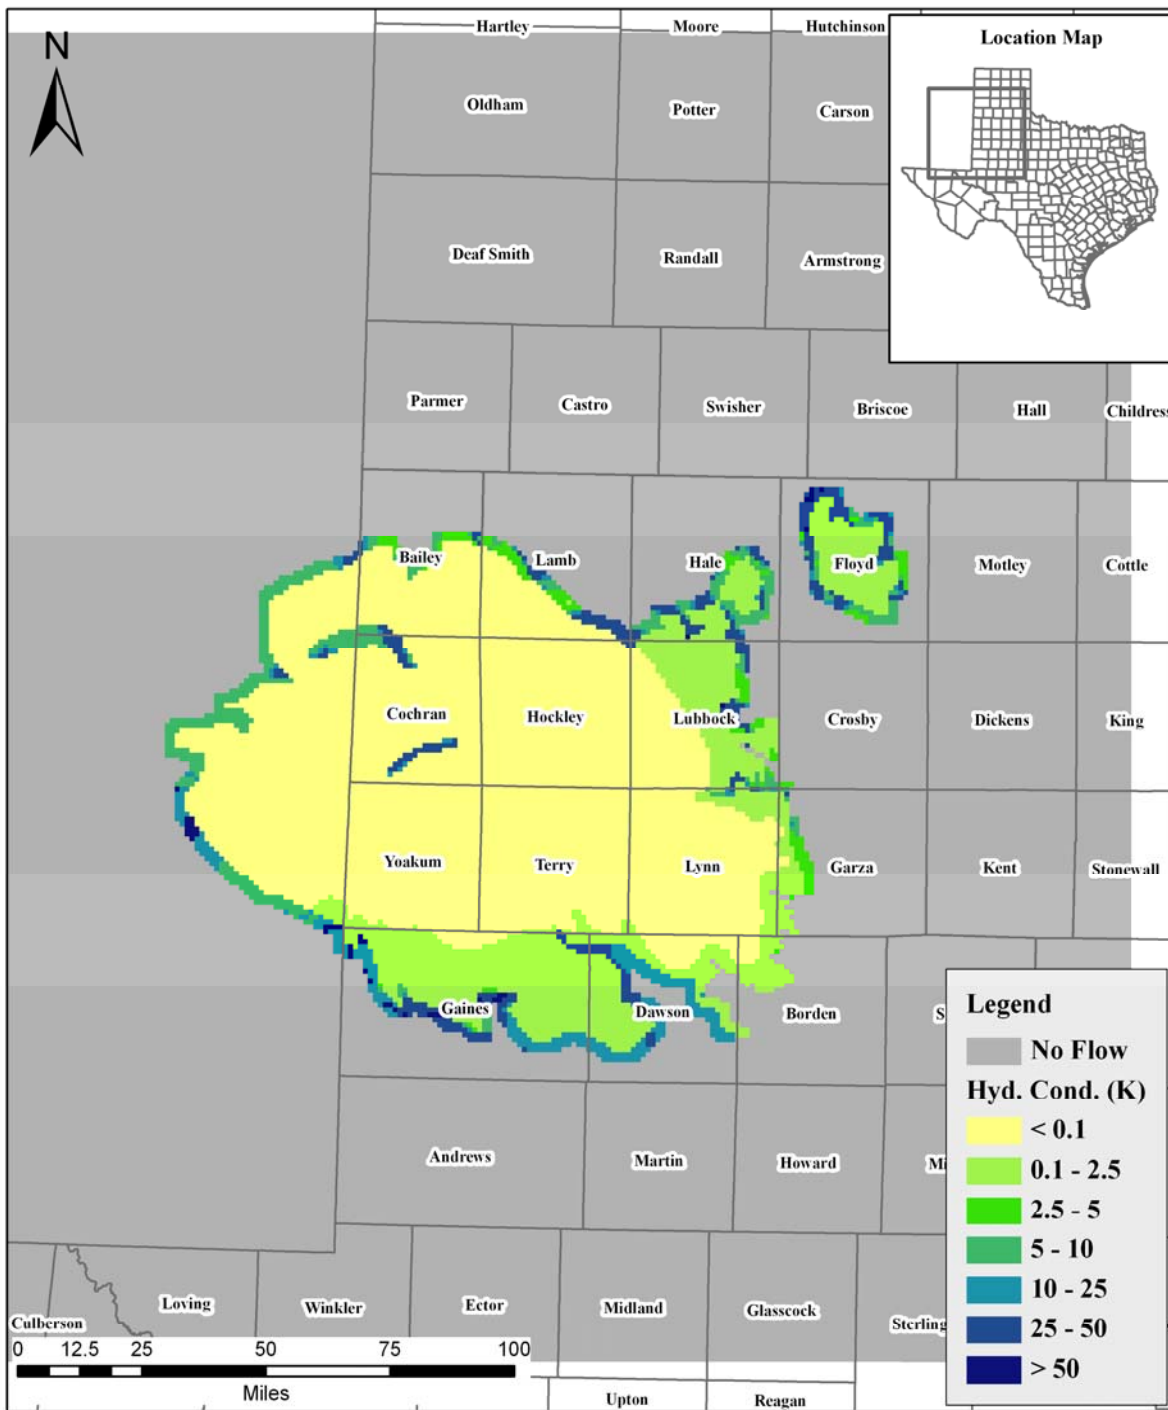 Hartley
Moore
Hutchinson
N
Location Map
Oldham
Potter
Carson
Deaf Smith
Randall
Armstrong
Parmer
Castro
Swisher
Briscoe
Hall
Childress
Bailey
Lamb
Hale
Floyd
Motley
Cottle
Cochran
Hockley
Lubbock
Crosby
Dickens
King
Yoakum
Terry
Lynn
Garza
Kent
Stonewall
Gaines
Dawson
Borden
S
Legend
No Flow
Hyd. Cond. (K)
< 0.1
0.1 - 2.5
2.5 - 5
5 - 10
10 - 25
25 - 50
> 50
Andrews
Martin
Howard
Mi
Culberson
Loving
Winkler
Ector
Midland
Glasscock
Sterling
0 12.5 25 50 75 100
Miles
Upton
Reagan